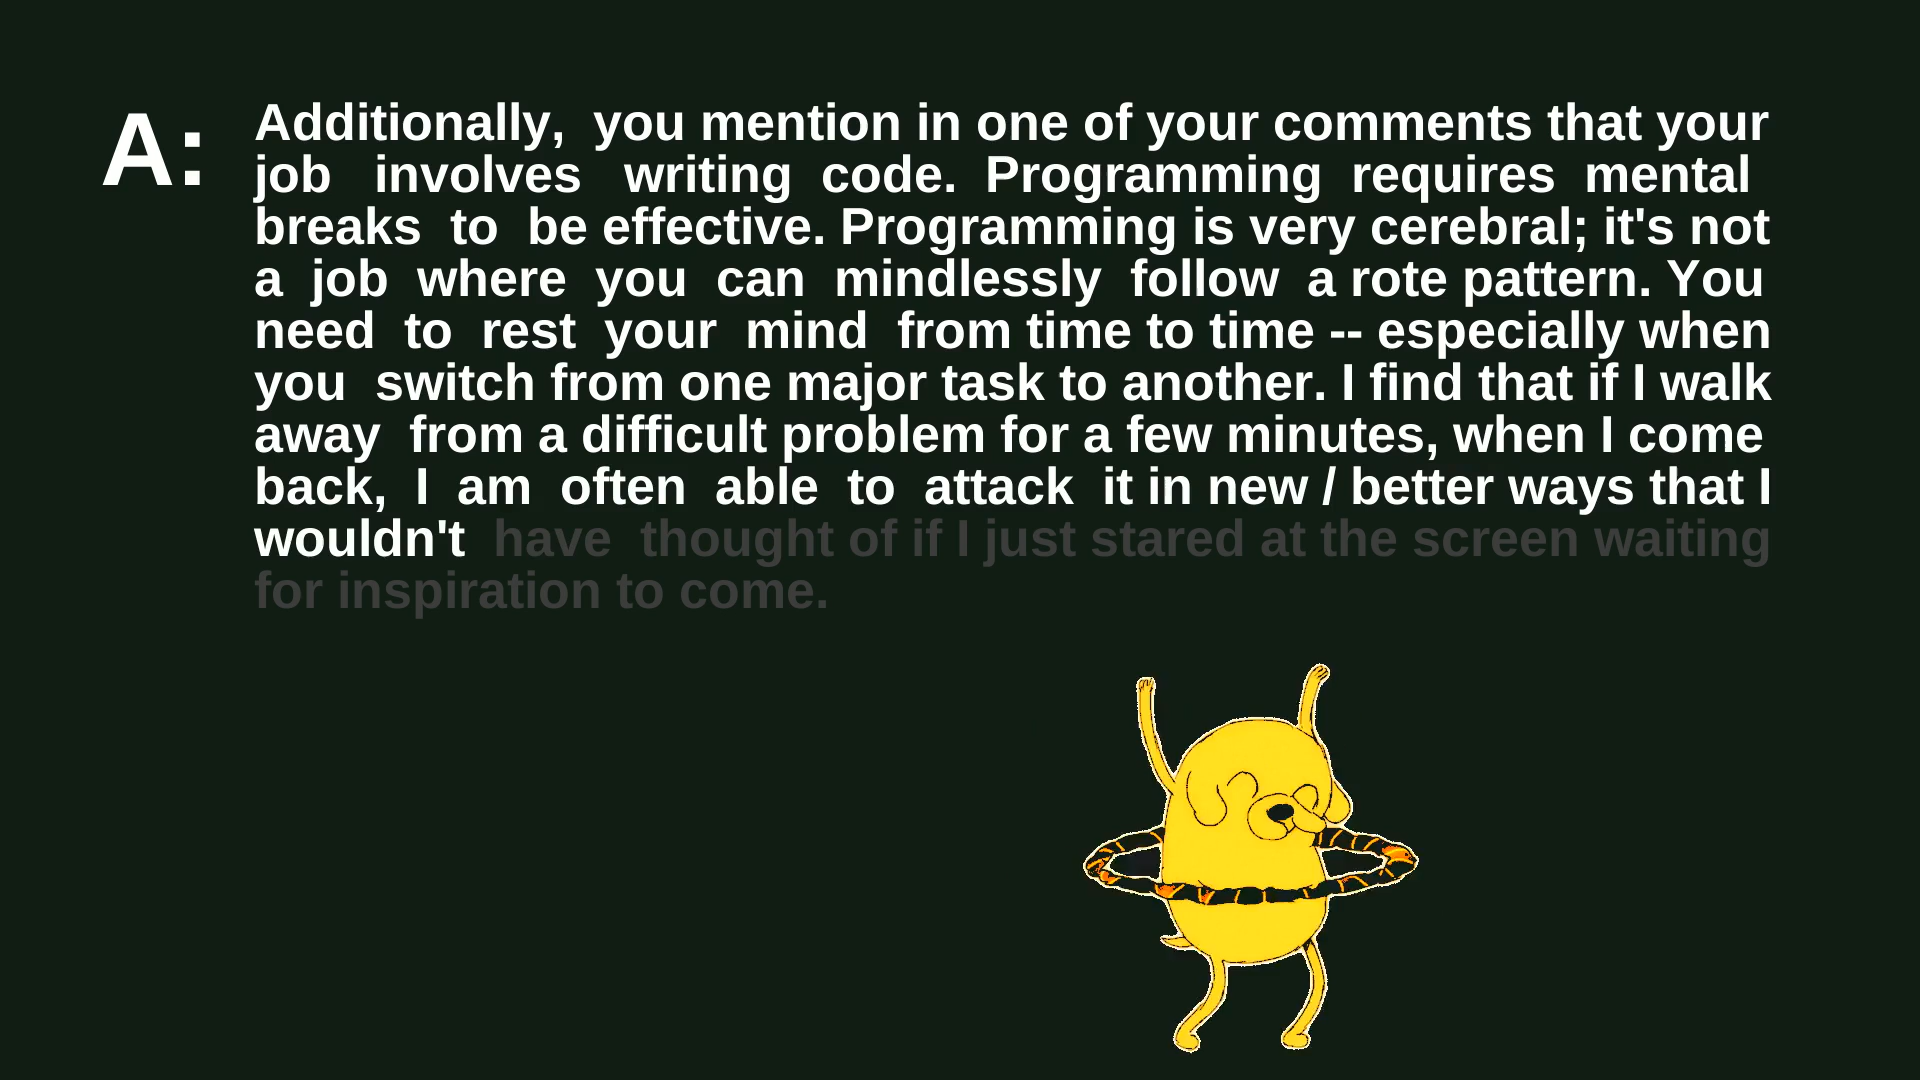 A: Additionally, you mention in one of your comments that your
job involves writing code. Programming requires mental
breaks to be effective. Programming is very cerebral; it's not
a job where you can mindlessly follow a rote pattern. You
need to rest your mind from time to time -- especially when
you switch from one major task to another. I find that if I walk
away from a difficult problem for a few minutes, when I come
back, I am often able to attack it in new / better ways that I
wouldn't have thought of if I just stared at the screen waiting
for inspiration to come.